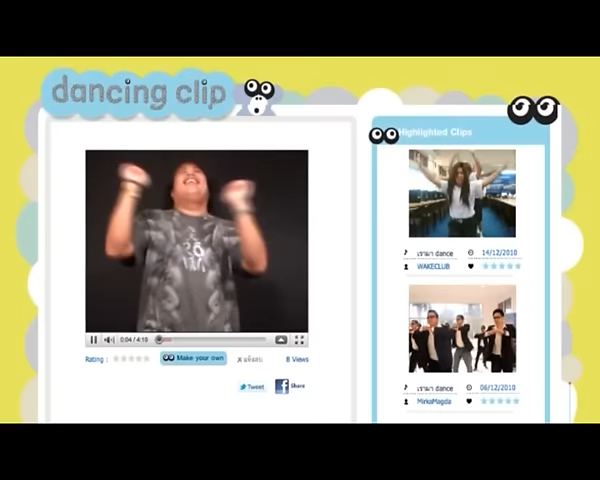 dancing clip
Highlighted Clips
เรามา dance
14/12/2010
WAKECLUB
0:04 / 4:18
Rating :
Make your own
8 Views
Tweet
Share
เรามา dance
06/12/2010
MirkaMagda